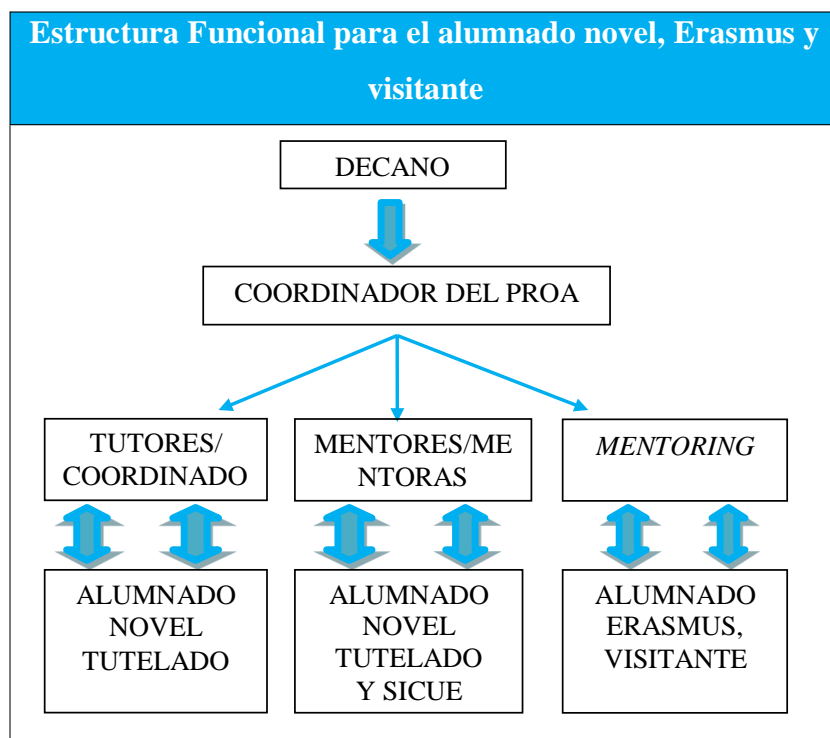 Estructura Funcional para el alumnado novel, Erasmus y
visitante
DECANO
COORDINADOR DEL PROA
TUTORES/
COORDINADO
MENTORES/ME
NTORAS
MENTORING
ALUMNADO
NOVEL
TUTELADO
ALUMNADO
NOVEL
TUTELADO
Y SICUE
ALUMNADO
ERASMUS,
VISITANTE